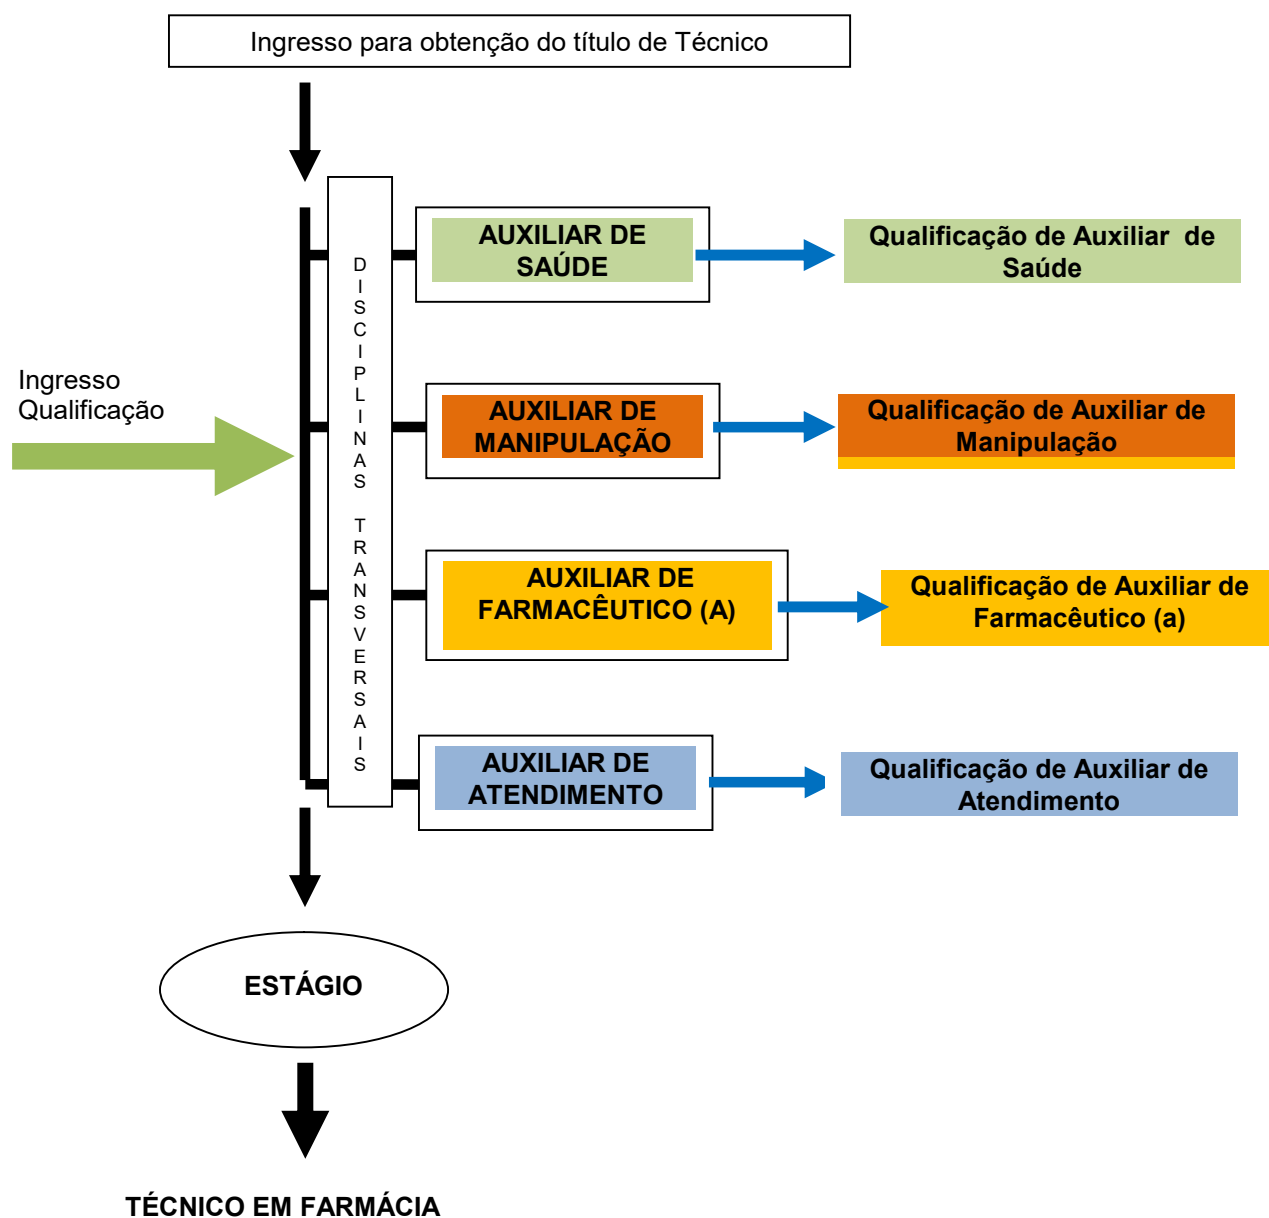 Ingresso para obtenção do título de Técnico
Ingresso
Qualificação
D
I
S
C
I
P
L
I
N
A
S
T
R
A
N
S
V
E
R
S
A
I
S
AUXILIAR DE
SAÚDE
Qualificação de Auxiliar  de
Saúde
AUXILIAR DE
MANIPULAÇÃO
Qualificação de Auxiliar de
Manipulação
AUXILIAR DE
FARMACÊUTICO (A)
Qualificação de Auxiliar de
Farmacêutico (a)
AUXILIAR DE
ATENDIMENTO
Qualificação de Auxiliar de
Atendimento
ESTÁGIO
TÉCNICO EM FARMÁCIA